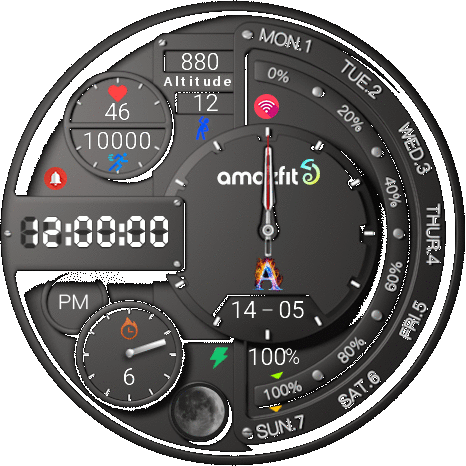 MON.1
880
Altitude
12
0%
TUE.2
20%
46
10000
WED.3
amazfit
40%
12:00:00
THUR.4
60%
A
PM
14-05
FRI.5
6
100%
80%
100%
SAT.6
SUN.7